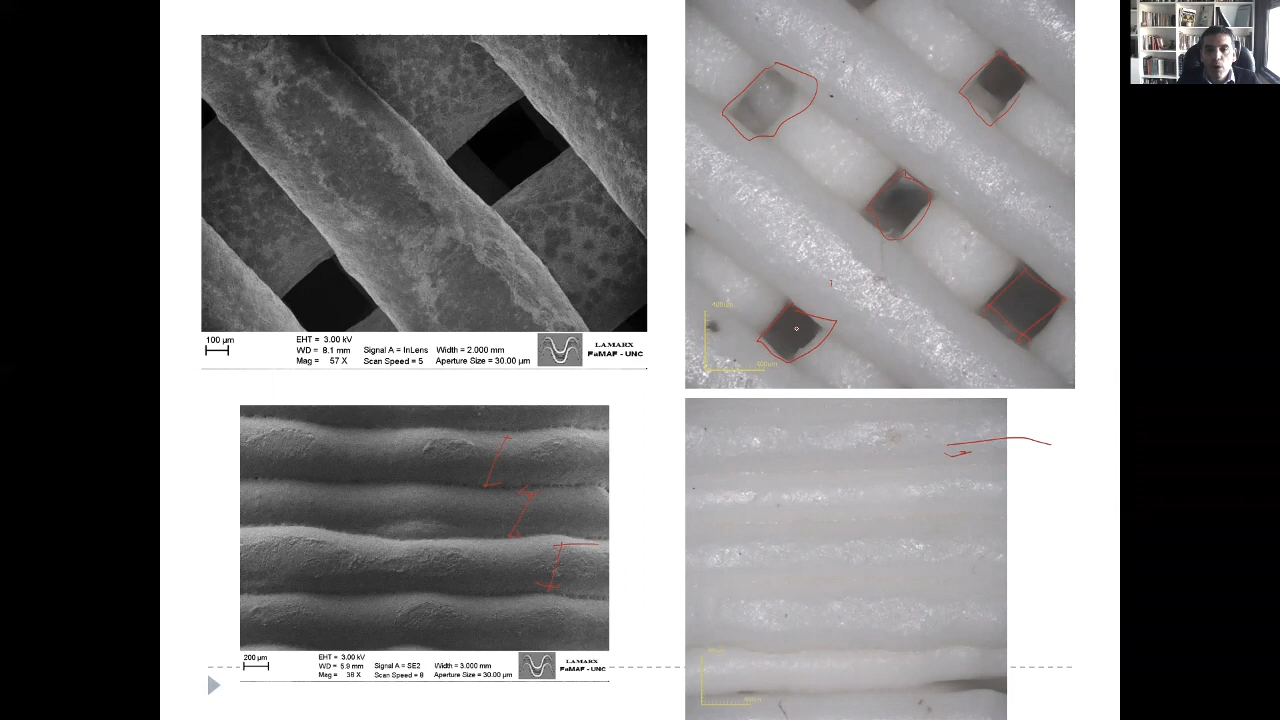 100 µm
EHT = 3.00 kV
WD = 8.1 mm
Mag = 57 X
Signal A = InLens
Scan Speed = 5
Width = 2.000 mm
Aperture Size = 30.00 µm
LAMARX
FaMAF - UNC
400um
200 µm
EHT = 3.00 kV
WD = 5.9 mm
Mag = 38 X
Signal A = SE2
Scan Speed = 8
Width = 3.000 mm
Aperture Size = 30.00 µm
LAMARX
FaMAF - UNC